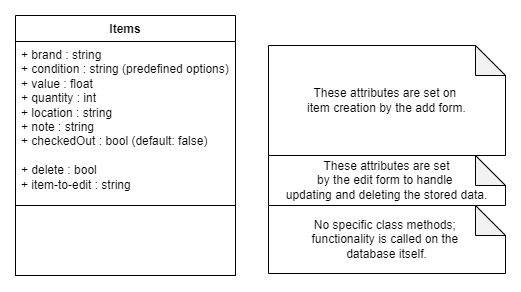 Items
+ brand : string
+ condition : string (predefined options)
+ value : float
+ quantity : int
+ location : string
+ note : string
+ checkedOut : bool (default: false)
+ delete : bool
+ item-to-edit : string
These attributes are set on
item creation by the add form.
These attributes are set
by the edit form to handle
updating and deleting the stored data.
No specific class methods;
functionality is called on the
database itself.